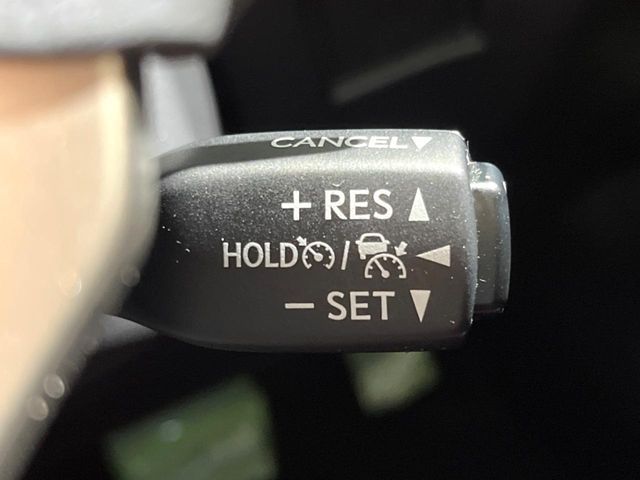 CANCEL
+ RES
HOLD /
- SET